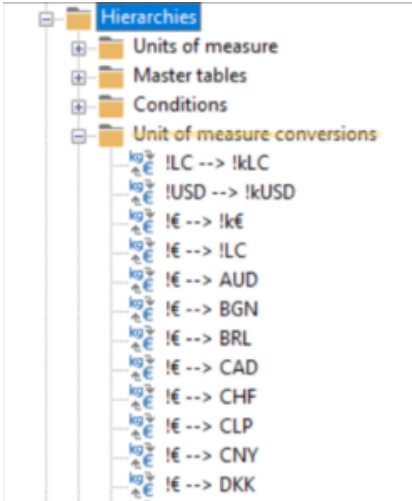 Hierarchies
Units of measure
Master tables
Conditions
Unit of measure conversions
!LC --> !kLC
!USD --> !kUSD
!€ --> !k€
!€ --> !LC
!€ --> AUD
!€ --> BGN
!€ --> BRL
!€ --> CAD
!€ --> CHF
!€ --> CLP
!€ --> CNY
!€ --> DKK